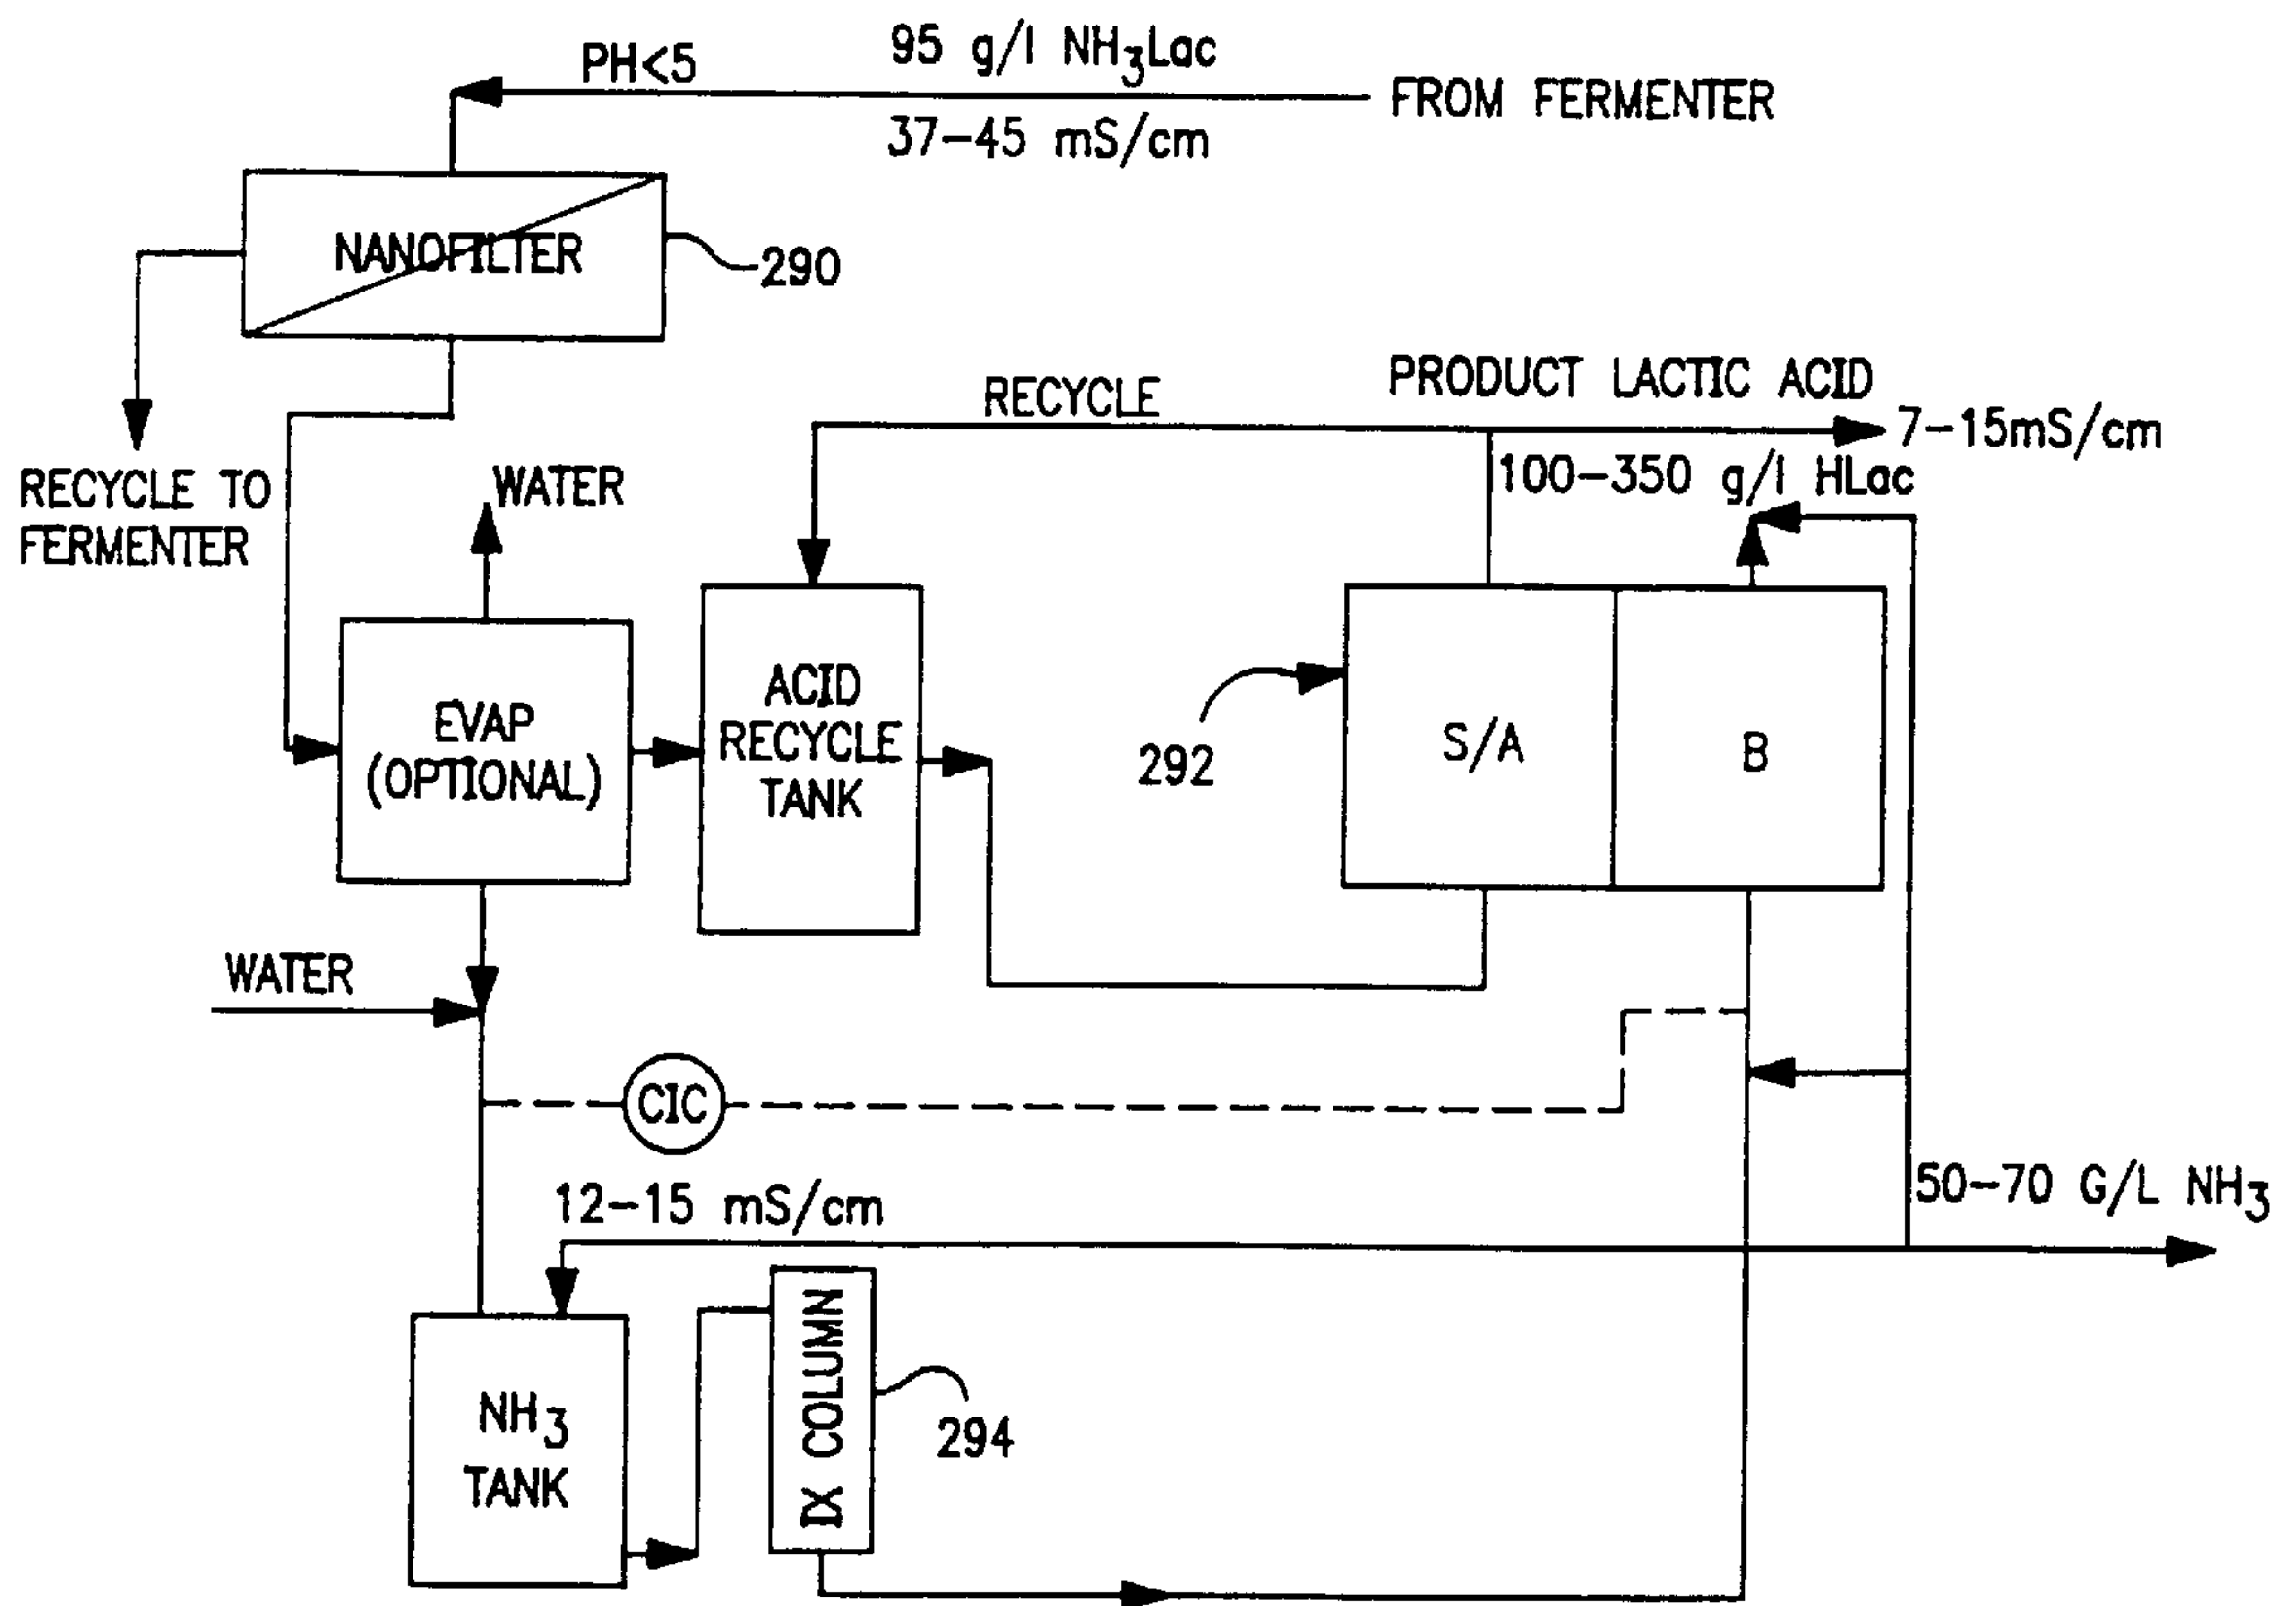 PH<5
95 g/l NH3Lac
FROM FERMENTER
37-45 mS/cm
NANOFILTER
290
RECYCLE TO
FERMENTER
WATER
RECYCLE
PRODUCT LACTIC ACID
7-15mS/cm
100-350 g/l HLac
EVAP
(OPTIONAL)
ACID
RECYCLE
TANK
292
S/A
B
WATER
CIC
12-15 mS/cm
50-70 G/L NH3
NH3
TANK
IX COLUMN
294